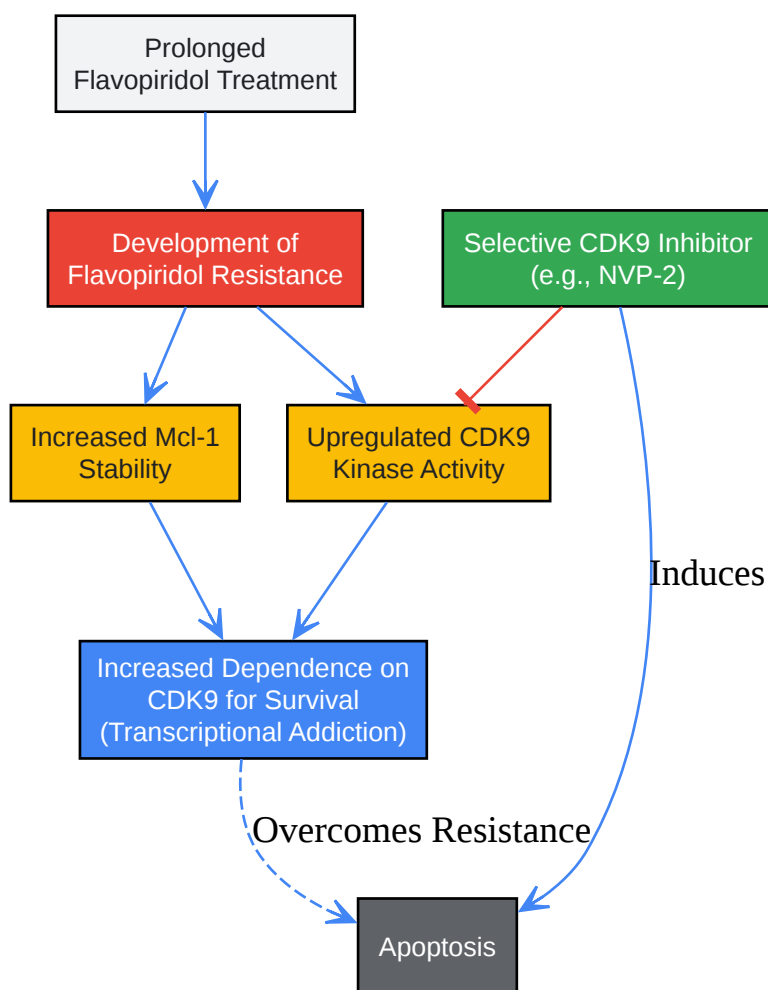 Prolonged
Flavopiridol Treatment
Development of
Flavopiridol Resistance
Selective CDK9 Inhibitor
(e.g., NVP-2)
Increased Mcl-1
Stability
Upregulated CDK9
Kinase Activity
Induces
Increased Dependence on
CDK9 for Survival
(Transcriptional Addiction)
Overcomes Resistance
Apoptosis